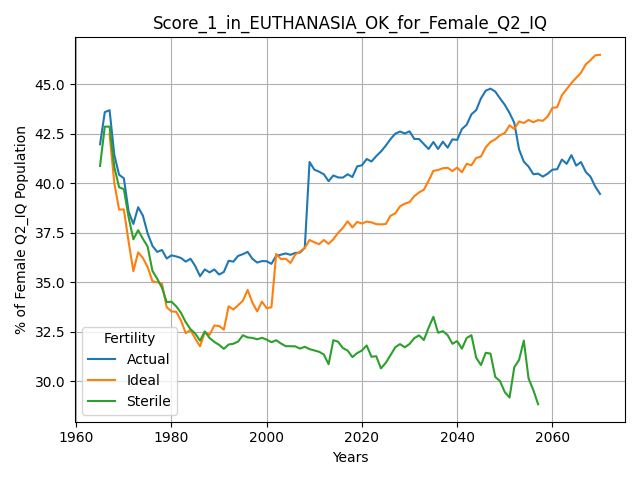 Score_1_in_EUTHANASIA_OK_for_Female_Q2_IQ
% of Female Q2_IQ Population
45.0
42.5
40.0
37.5
35.0
32.5
30.0
Fertility
Actual
Ideal
Sterile
1960
1980
2000
2020
2040
2060
Years